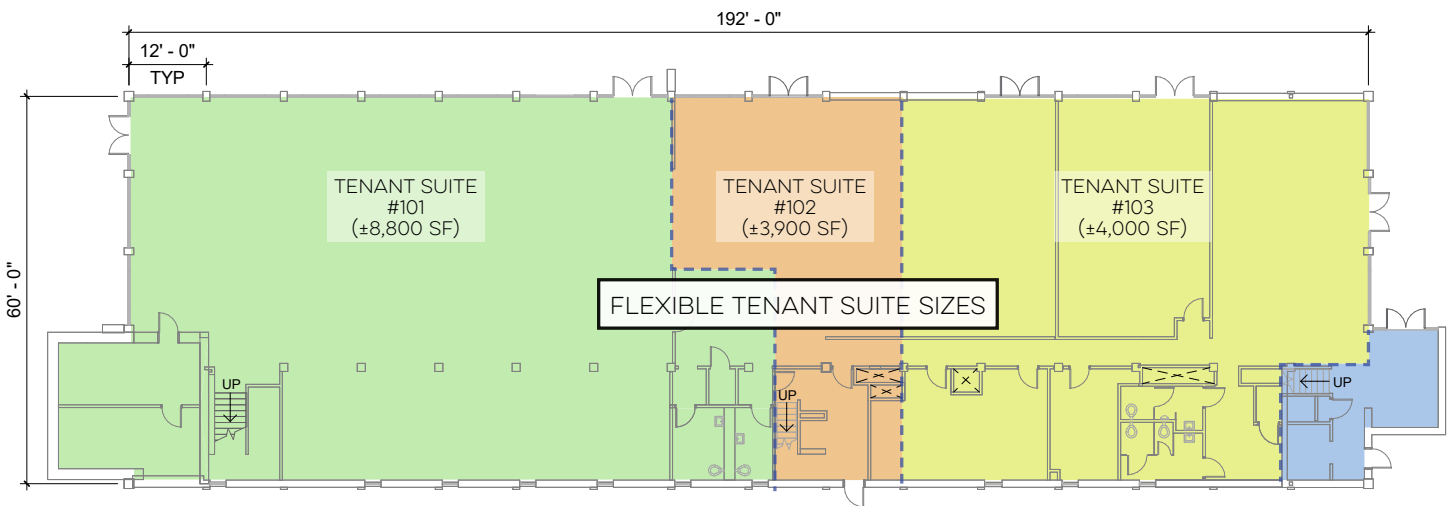 192' - 0"
12' - 0"
TYP
60' - 0"
TENANT SUITE
#101
(±8,800 SF)
TENANT SUITE
#102
(±3,900 SF)
TENANT SUITE
#103
(±4,000 SF)
FLEXIBLE TENANT SUITE SIZES
UP
UP
UP